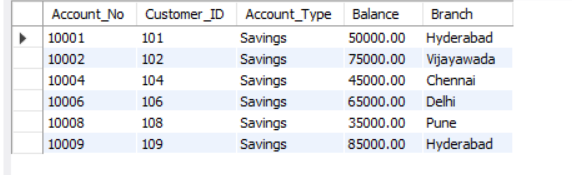 Account_No Customer_ID Account_Type Balance Branch
10001 101 Savings 50000.00 Hyderabad
10002 102 Savings 75000.00 Vijayawada
10004 104 Savings 45000.00 Chennai
10006 106 Savings 65000.00 Delhi
10008 108 Savings 35000.00 Pune
10009 109 Savings 85000.00 Hyderabad